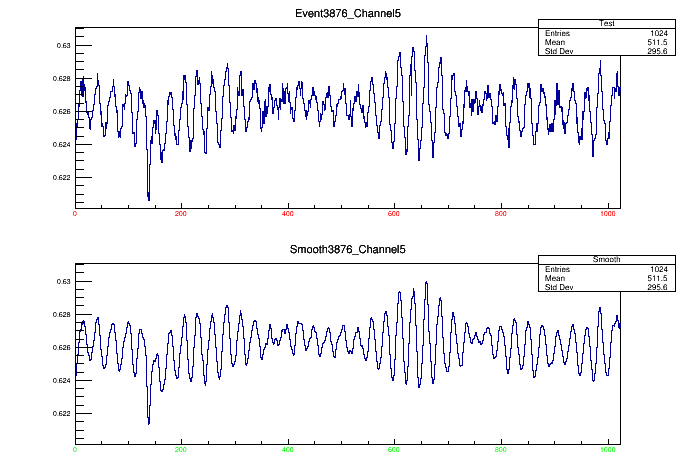 Event3876_Channel5
Test
Entries 1024
Mean 511.5
Std Dev 295.6
0.63
0.628
0.626
0.624
0.622
0 200 400 600 800 1000
Smooth3876_Channel5
Smooth
Entries 1024
Mean 511.5
Std Dev 295.6
0.63
0.628
0.626
0.624
0.622
0 200 400 600 800 1000